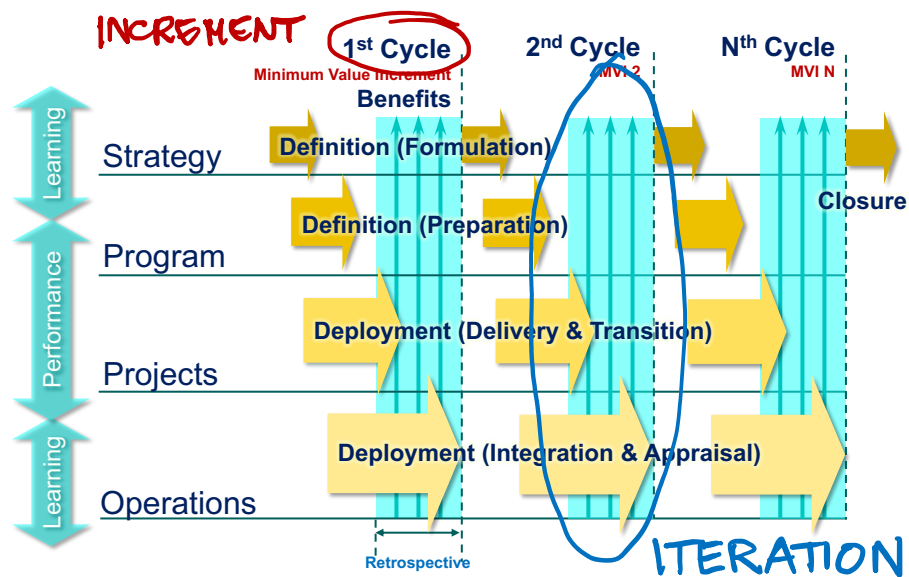 INCREMENT
1st Cycle
2nd Cycle
Nth Cycle
Minimum Value Increment
MVI 2
MVI N
Benefits
Learning
Strategy
Definition (Formulation)
Closure
Definition (Preparation)
Program
Performance
Deployment (Delivery & Transition)
Projects
Deployment (Integration & Appraisal)
Learning
Operations
Retrospective
ITERATION